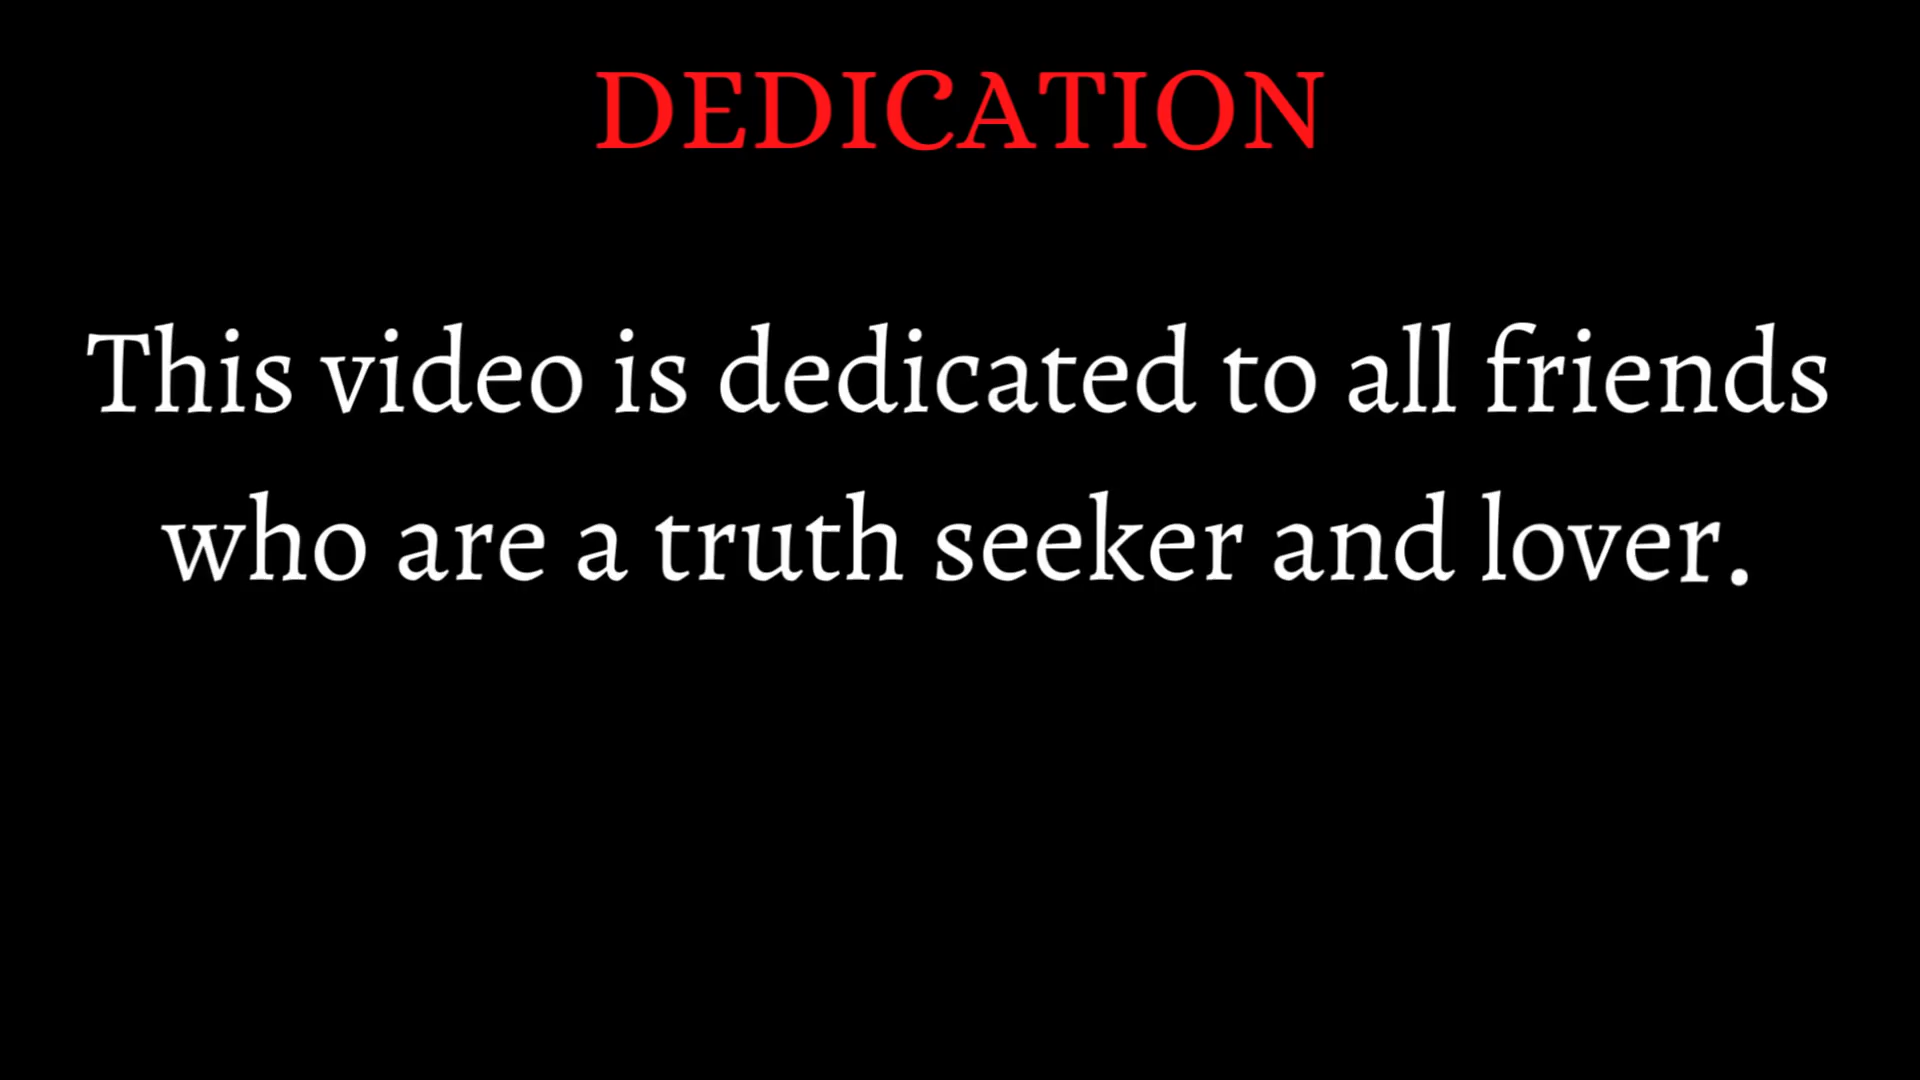 DEDICATION
This video is dedicated to all friends
who are a truth seeker and lover.